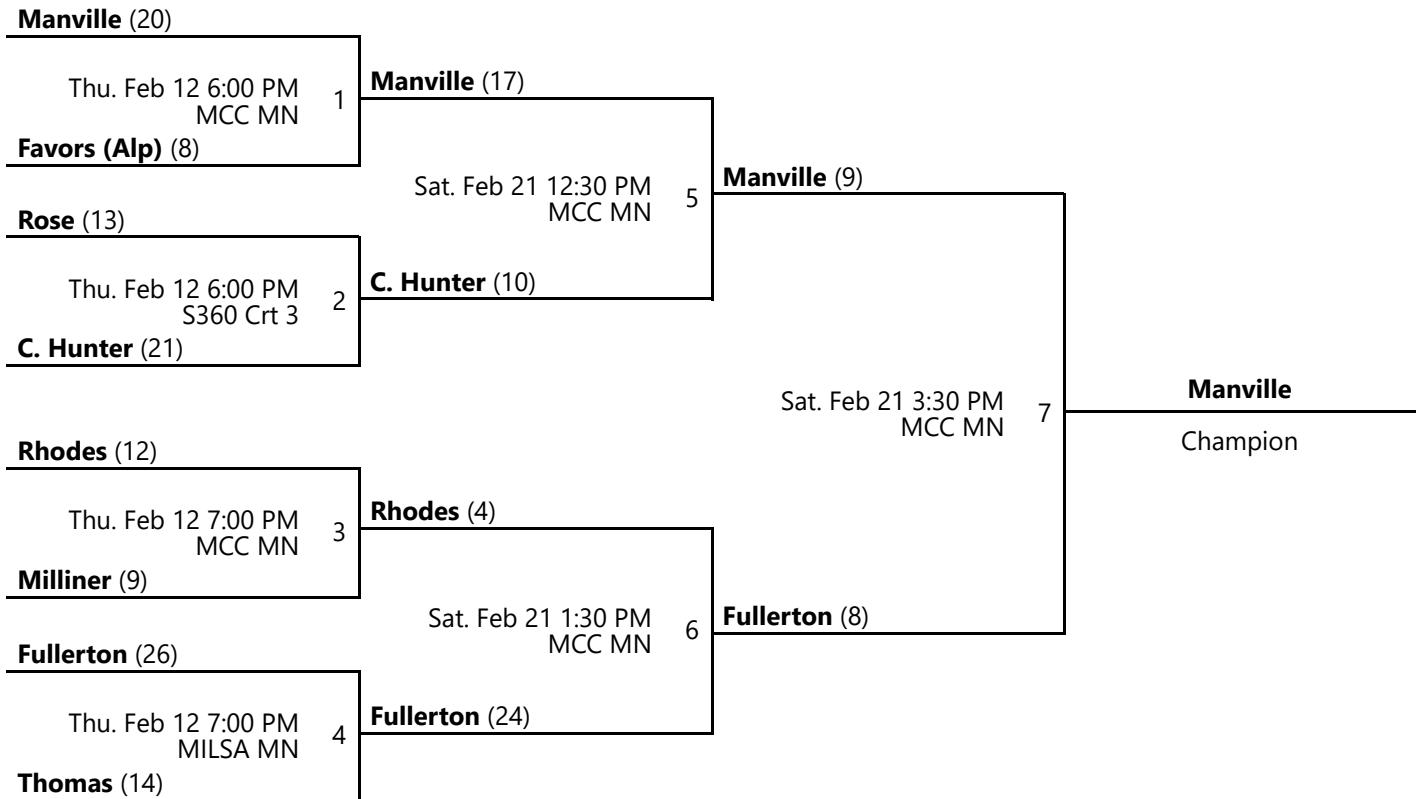 Manville (20)
Thu. Feb 12 6:00 PM
MCC MN
1
Favors (Alp) (8)
Manville (17)
Rose (13)
Thu. Feb 12 6:00 PM
S360 Crt 3
2
C. Hunter (21)
Sat. Feb 21 12:30 PM
MCC MN
5
C. Hunter (10)
Manville (9)
Rhodes (12)
Thu. Feb 12 7:00 PM
MCC MN
3
Milliner (9)
Rhodes (4)
Fullerton (26)
Thu. Feb 12 7:00 PM
MILSA MN
4
Thomas (14)
Sat. Feb 21 1:30 PM
MCC MN
6
Fullerton (24)
Fullerton (8)
Sat. Feb 21 3:30 PM
MCC MN
7
Manville
Champion